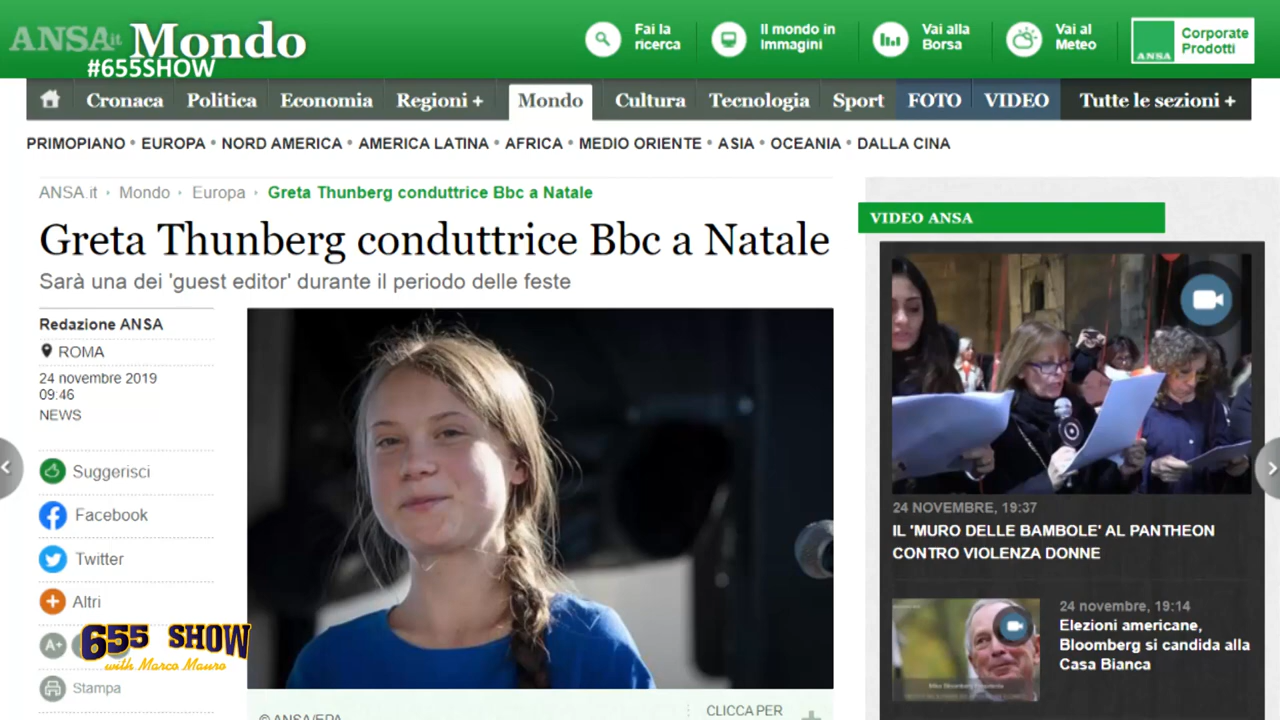 ANSA.it Mondo
#655SHOW
Fai la
ricerca
Il mondo in
Immagini
Vai alla
Borsa
Vai al
Meteo
ANSA
Corporate
Prodotti
Cronaca
Politica
Economia
Regioni +
Mondo
Cultura
Tecnologia
Sport
FOTO
VIDEO
Tutte le sezioni +
PRIMOPIANO • EUROPA • NORD AMERICA • AMERICA LATINA • AFRICA • MEDIO ORIENTE • ASIA • OCEANIA • DALLA CINA
ANSA.it › Mondo › Europa › Greta Thunberg conduttrice Bbc a Natale
Greta Thunberg conduttrice Bbc a Natale
Sarà una dei 'guest editor' durante il periodo delle feste
Redazione ANSA
ROMA
24 novembre 2019
09:46
NEWS
Suggerisci
Facebook
Twitter
Altri
A+
655 SHOW
with Marco Mauro
Stampa
© ANSA/EPA
CLICCA PER
VIDEO ANSA
24 NOVEMBRE, 19:37
IL 'MURO DELLE BAMBOLE' AL PANTHEON
CONTRO VIOLENZA DONNE
24 novembre, 19:14
Elezioni americane,
Bloomberg si candida alla
Casa Bianca